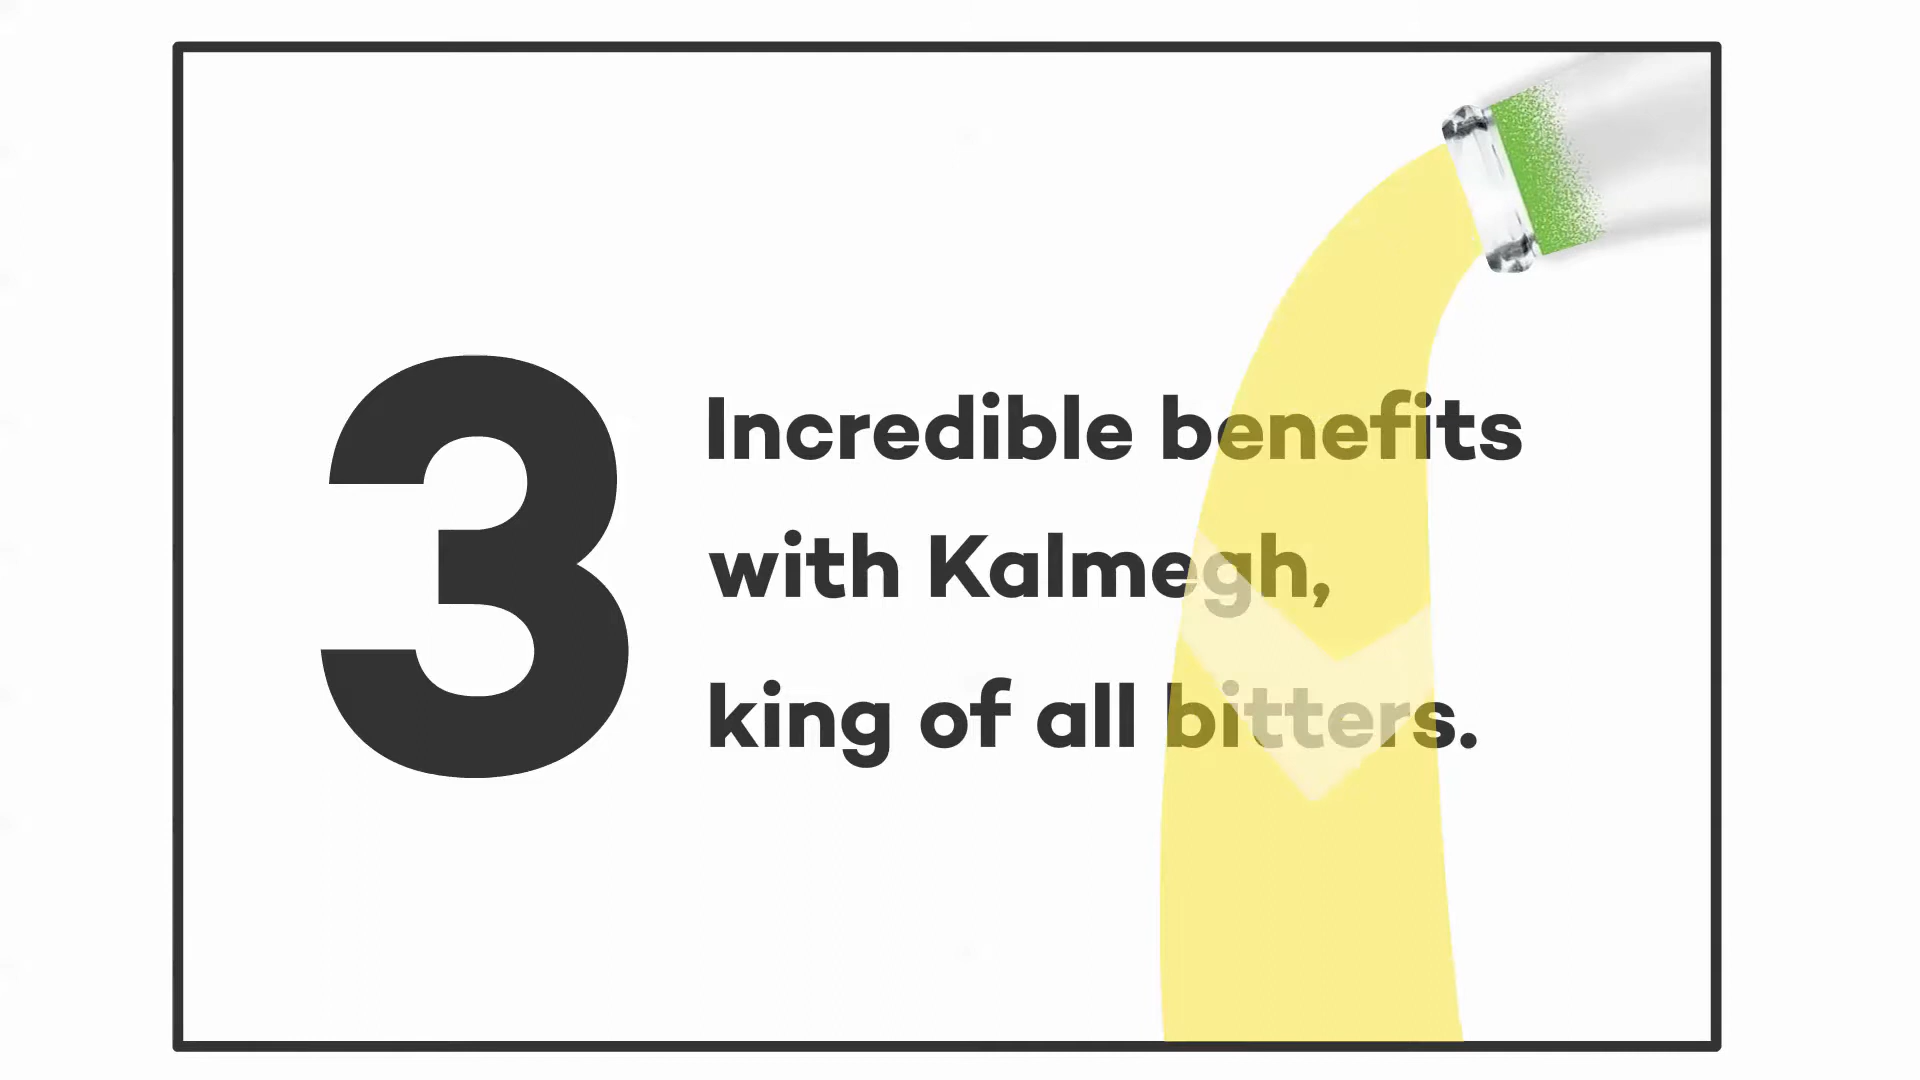 3
Incredible benefits
with Kalmegh,
king of all bitters.